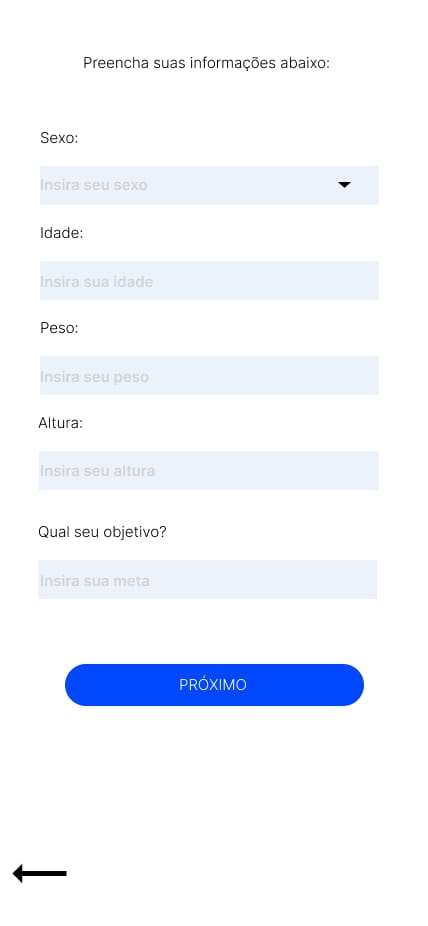 Preencha suas informações abaixo:
Sexo:
Insira seu sexo
Idade:
Insira sua idade
Peso:
Insira seu peso
Altura:
Insira seu altura
Qual seu objetivo?
Insira sua meta
PRÓXIMO